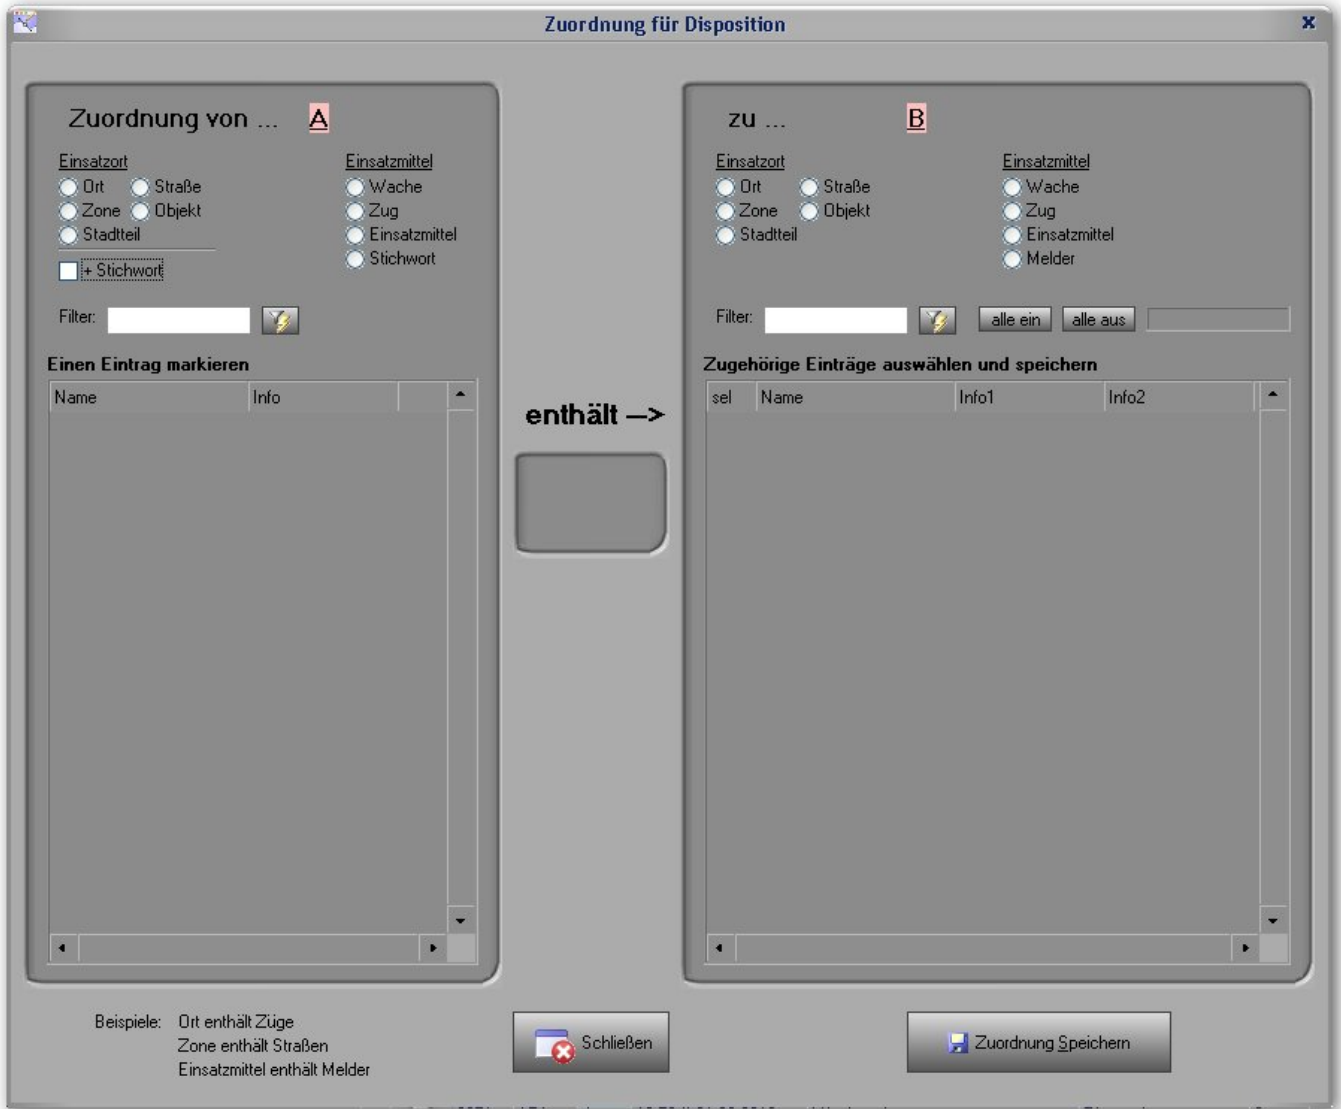 Zuordnung für Disposition
Zuordnung von ... A
Einsatzort
Ort
Straße
Zone
Objekt
Stadtteil
+ Stichwort
Einsatzmittel
Wache
Zug
Einsatzmittel
Stichwort
Filter:
Einen Eintrag markieren
Name Info
enthält -->
zu ... B
Einsatzort
Ort
Straße
Zone
Objekt
Stadtteil
Einsatzmittel
Wache
Zug
Einsatzmittel
Melder
Filter:
alle ein
alle aus
Zugehörige Einträge auswählen und speichern
sel Name Info1 Info2
Beispiele: Ort enthält Züge
Zone enthält Straßen
Einsatzmittel enthält Melder
Schließen
Zuordnung Speichern